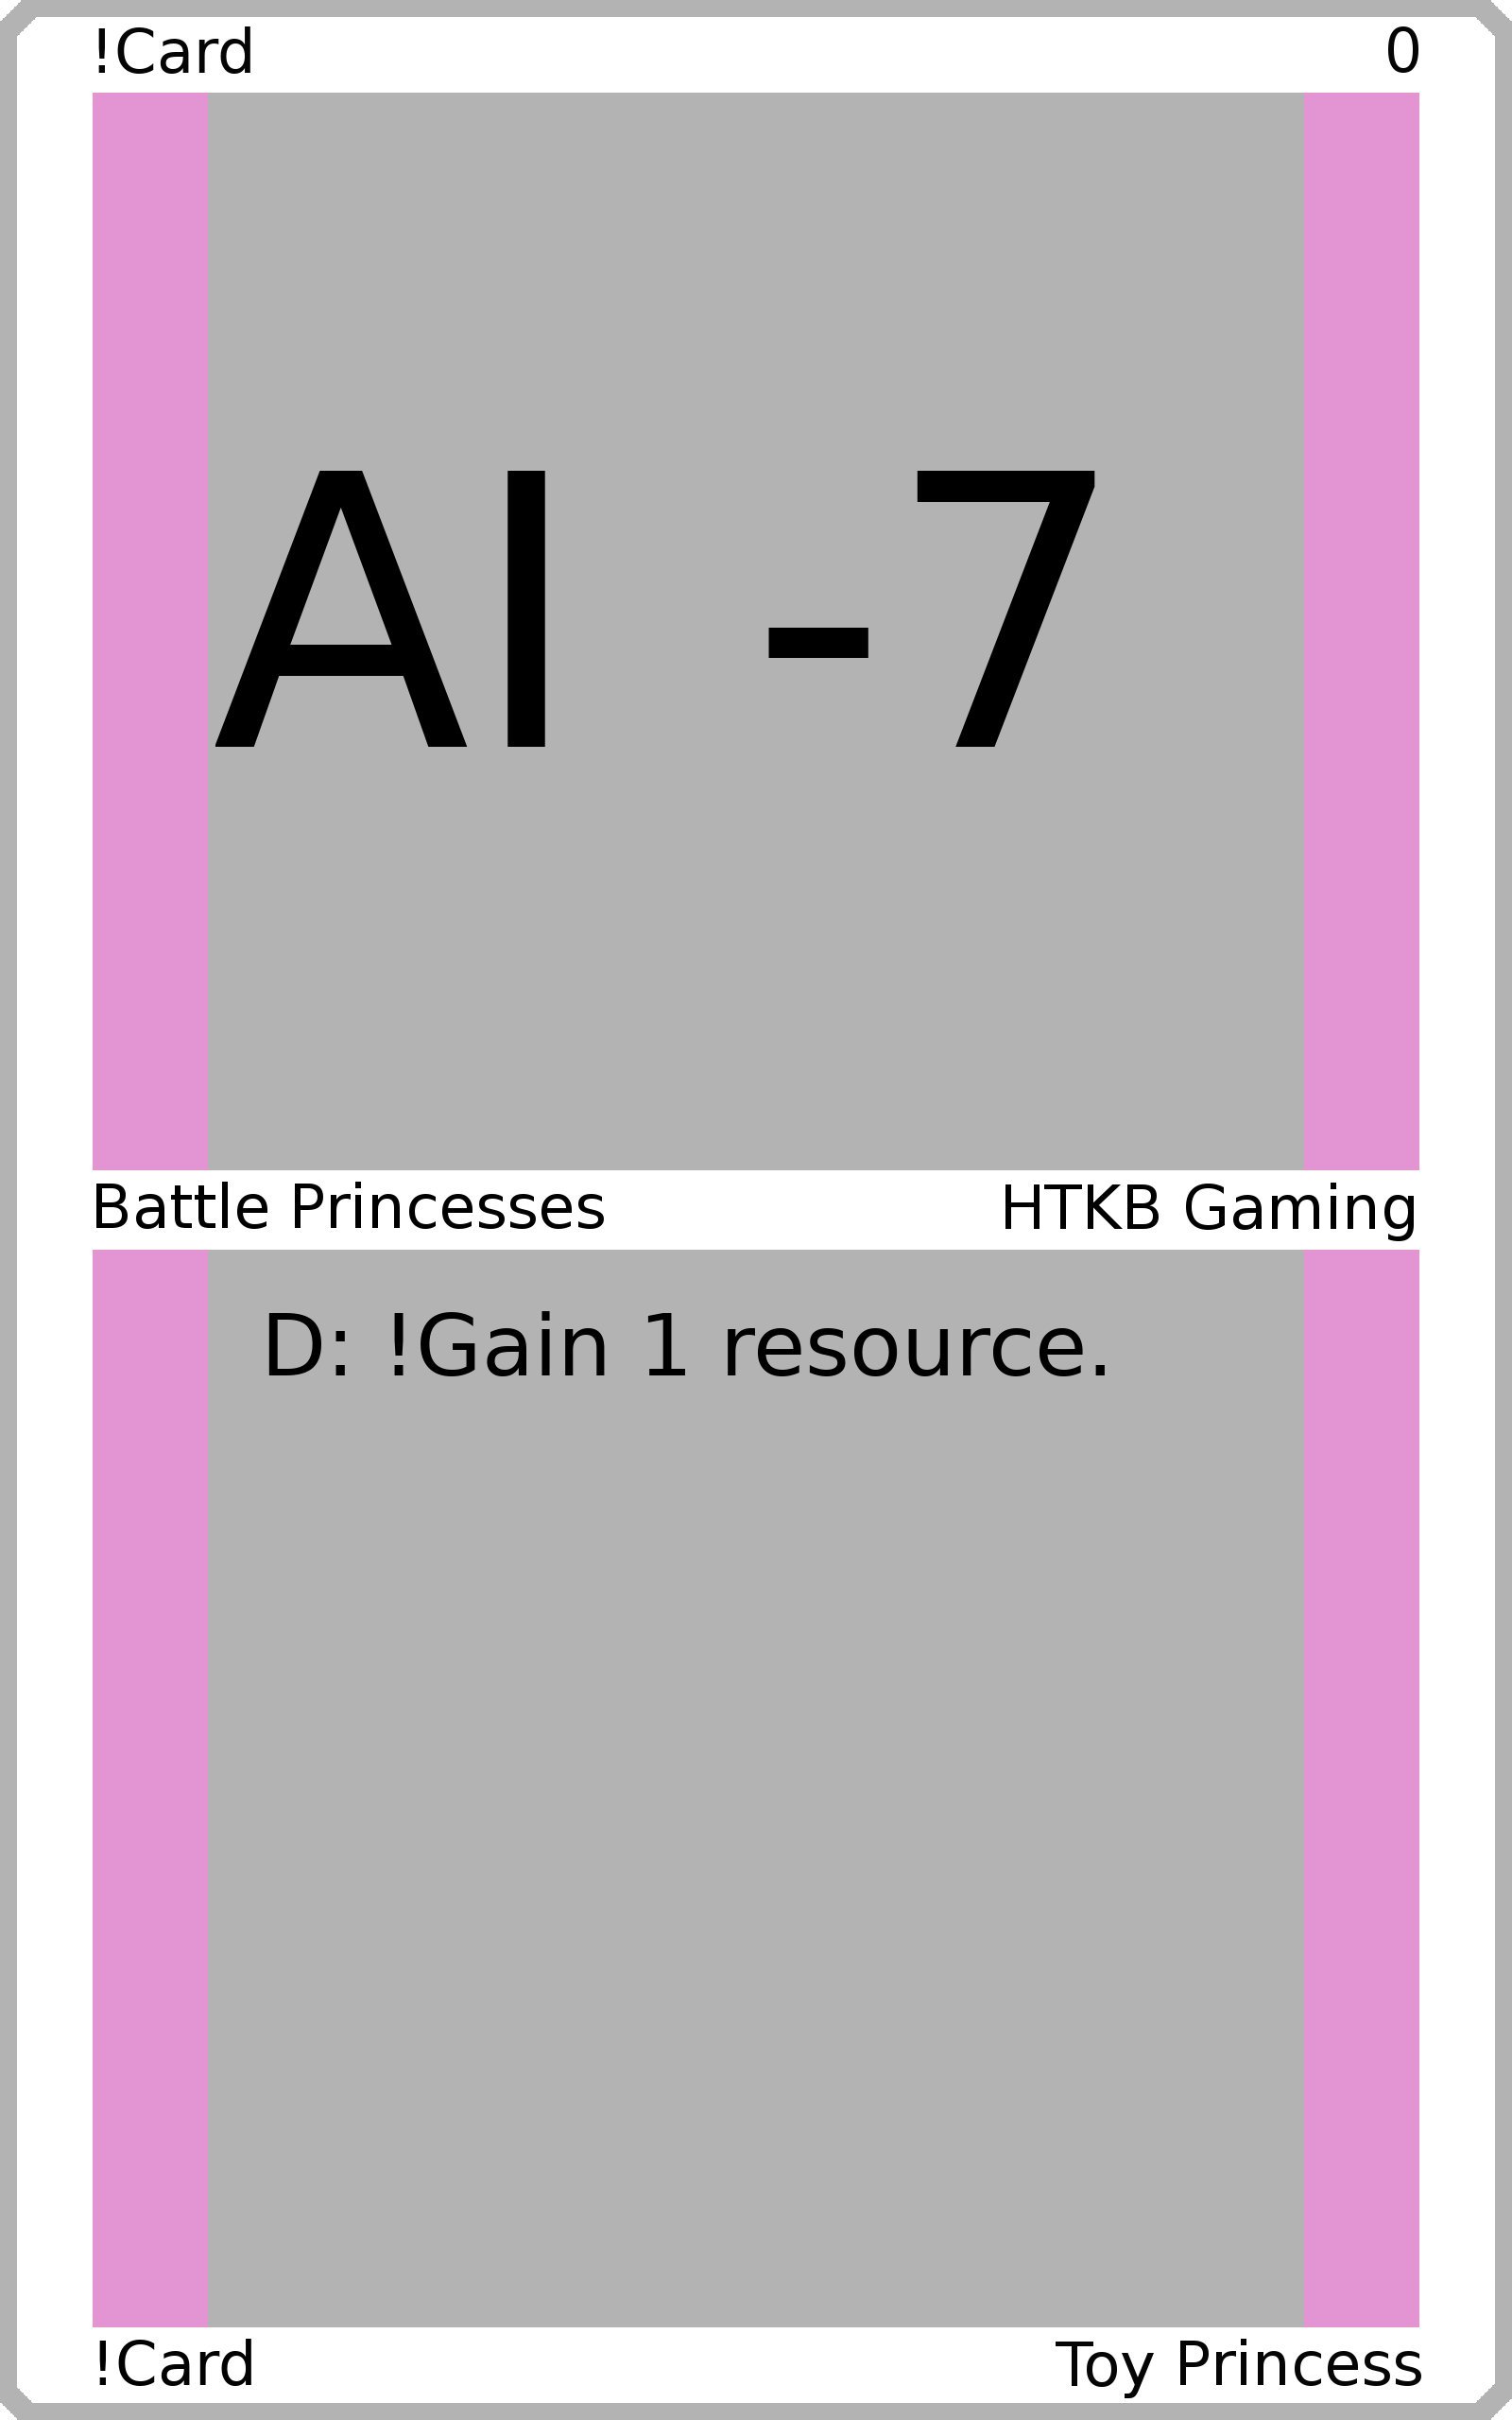 !Card 0
AI -7
Battle Princesses HTKB Gaming
D: !Gain 1 resource.
!Card Toy Princess